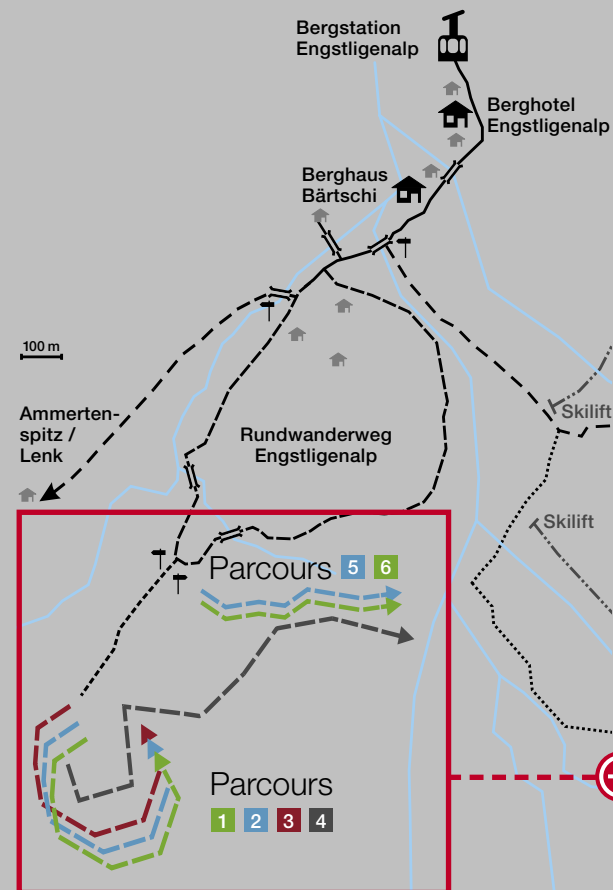 Bergstation
Engstligenalp
Berghotel
Engstligenalp
Berghaus
Bärtschi
100 m
Ammerten-
spitz /
Lenk
Rundwanderweg
Engstligenalp
Skilift
Skilift
Parcours 5 6
Parcours
1 2 3 4